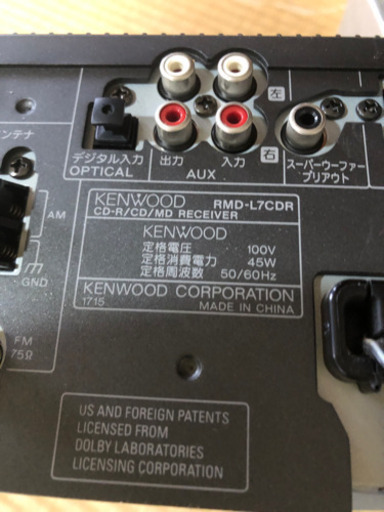 左
ンテナ
デジタル入力
OPTICAL
出力
入力
右
AUX
スーパーウーファー
プリアウト
AM
GND
FM
75Ω
KENWOOD RMD-L7CDR
CD-R/CD/MD RECEIVER
KENWOOD
定格電圧 100V
定格消費電力 45W
定格周波数 50/60Hz
KENWOOD CORPORATION
1715 MADE IN CHINA
US AND FOREIGN PATENTS
LICENSED FROM
DOLBY LABORATORIES
LICENSING CORPORATION